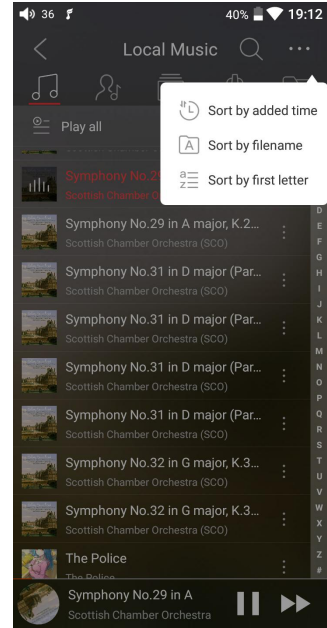 36
40%
19:12
Local Music
Play all
Sort by added time
Sort by filename
Sort by first letter
Symphony No.29
Scottish Chamber
Symphony No.29 in A major, K.2...
Scottish Chamber Orchestra (SCO)
Symphony No.31 in D major (Par...
Scottish Chamber Orchestra (SCO)
Symphony No.31 in D major (Par...
Scottish Chamber Orchestra (SCO)
Symphony No.31 in D major (Par...
Scottish Chamber Orchestra (SCO)
Symphony No.31 in D major (Par...
Scottish Chamber Orchestra (SCO)
Symphony No.32 in G major, K.3...
Scottish Chamber Orchestra (SCO)
Symphony No.32 in G major, K.3...
Scottish Chamber Orchestra (SCO)
The Police
The Police
D
E
F
G
H
I
J
K
L
M
N
O
P
Q
R
S
T
U
V
W
X
Y
Z
#
Symphony No.29 in A
Scottish Chamber Orchestra